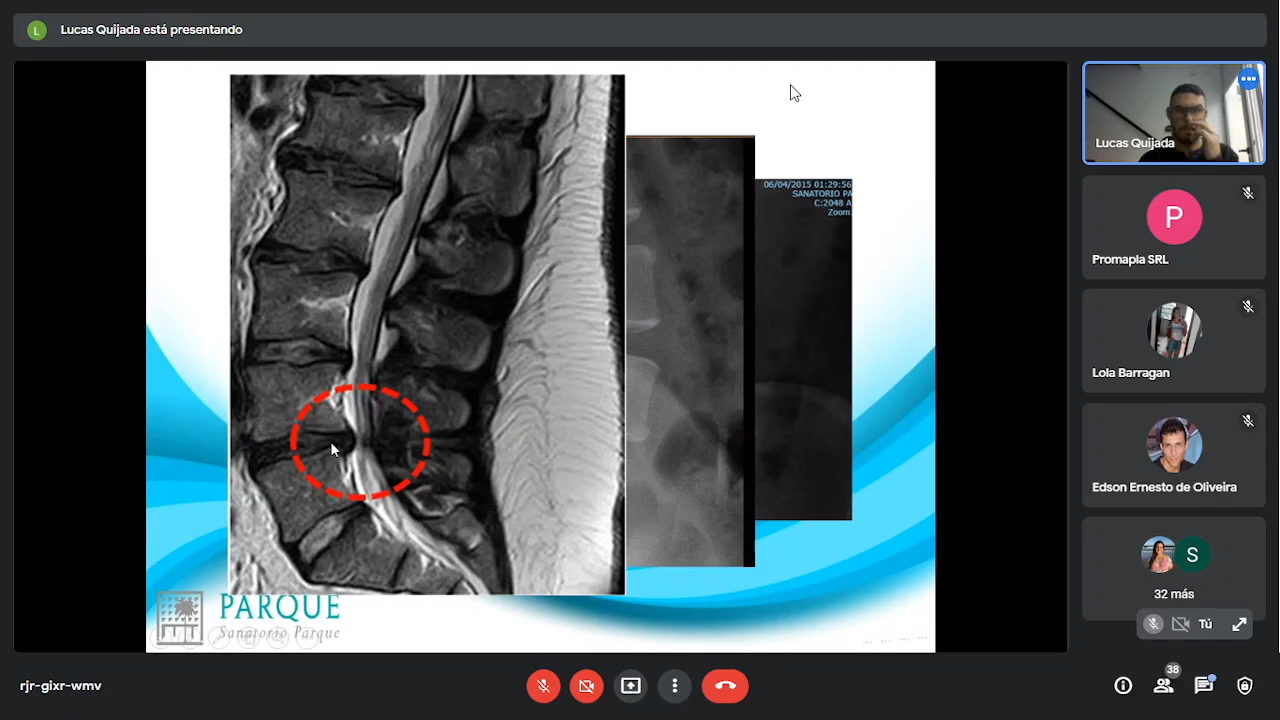 L
Lucas Quijada está presentando
06/04/2015 01:29:56
SANATORIO PA
C:2048 A
Zoom:
PARQUE
Sanatorio Parque
Lucas Quijada
P
Promapla SRL
Lola Barragan
Edson Ernesto de Oliveira
S
32 más
Tú
rjr-gixr-wmv
38